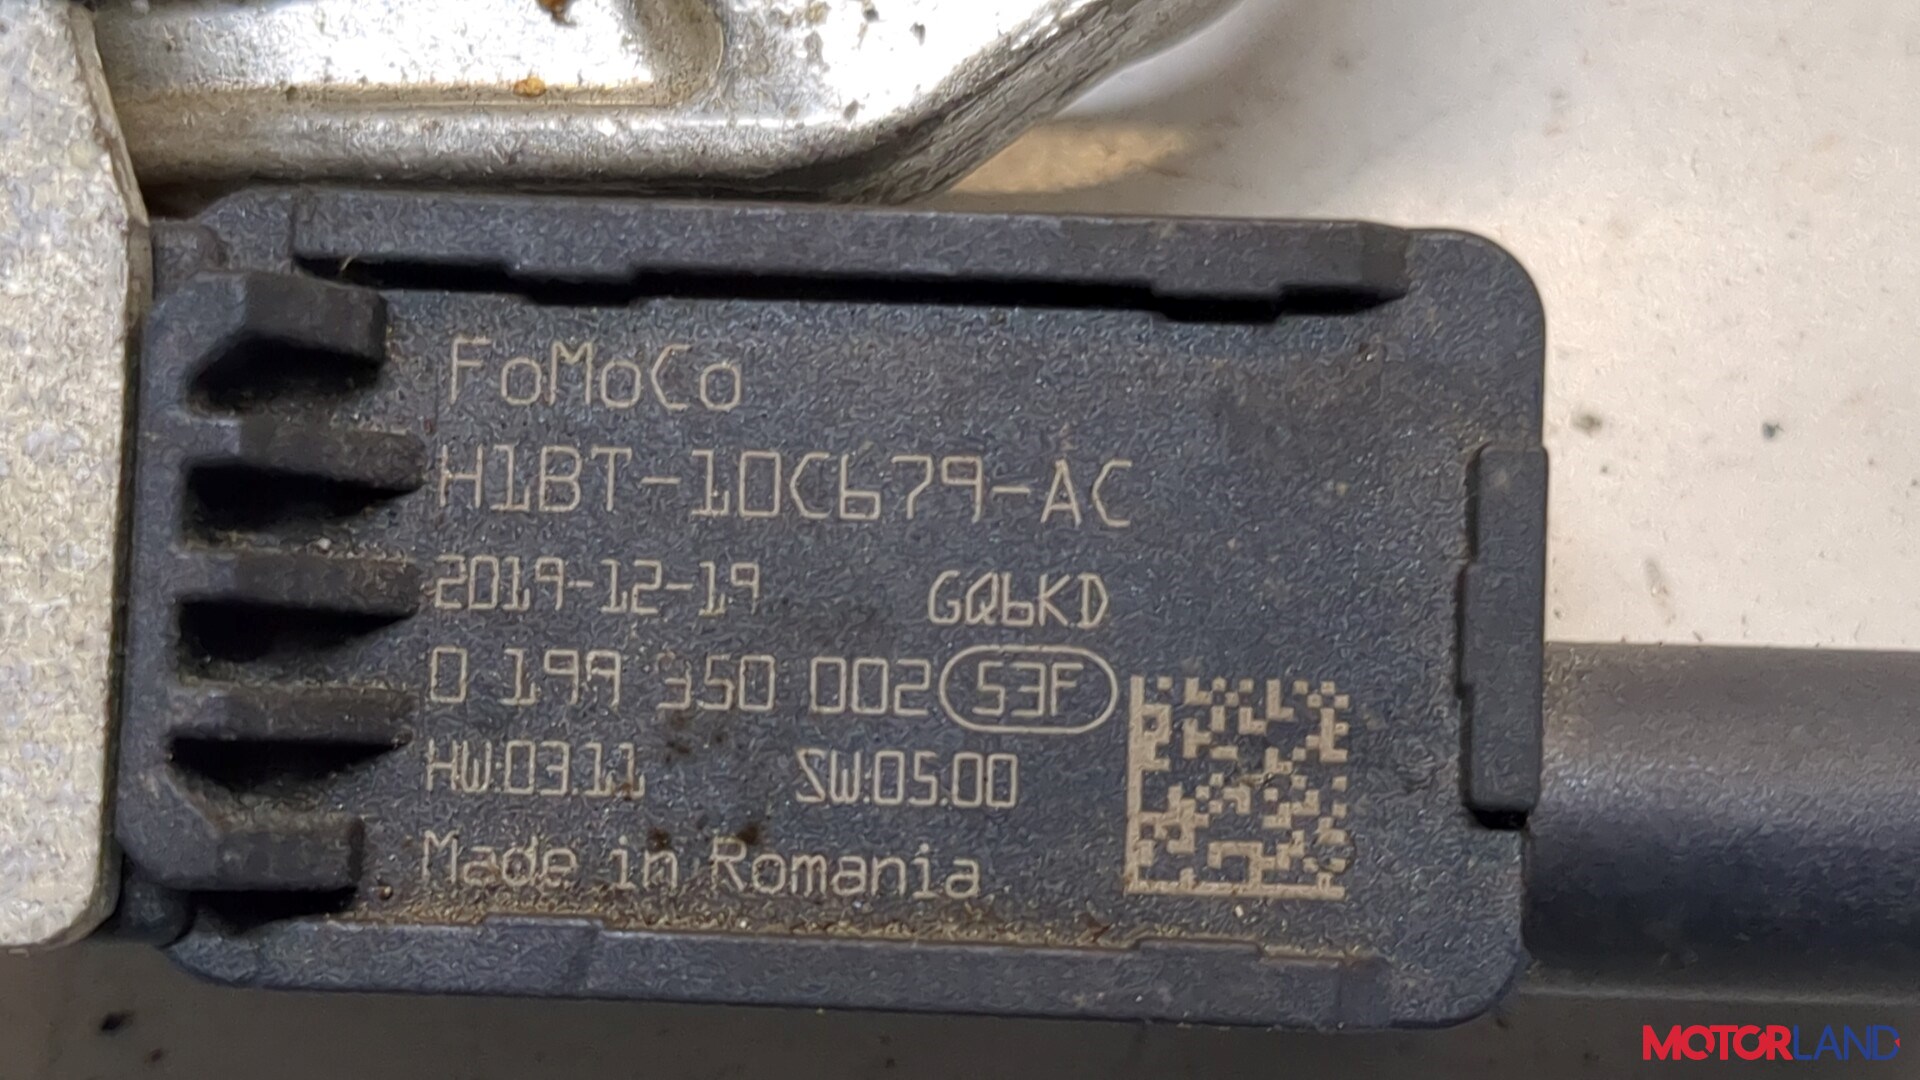 FoMoCo
H1BT-10C679-AC
2019-12-19 GQ6KD
0 199 350 002 S3F
HW:03.11 SW:05.00
Made in Romania
MOTORLAND